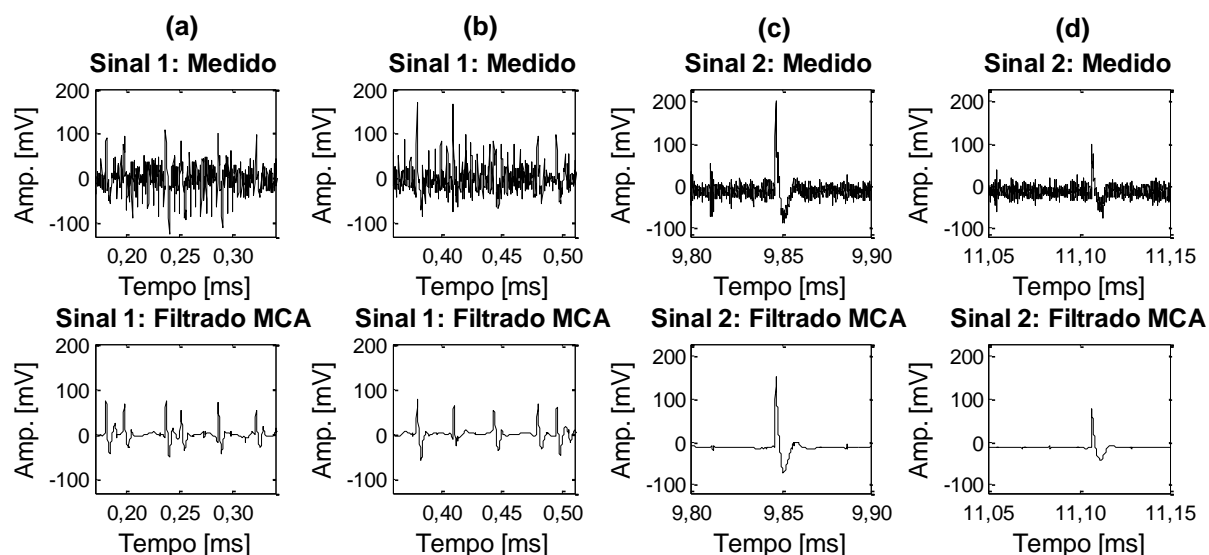 (a)
Sinal 1: Medido
Amp. [mV]
200
100
0
-100
0,20 0,25 0,30
Tempo [ms]
(b)
Sinal 1: Medido
Amp. [mV]
200
100
0
-100
0,40 0,45 0,50
Tempo [ms]
(c)
Sinal 2: Medido
Amp. [mV]
200
100
0
-100
9,80 9,85 9,90
Tempo [ms]
(d)
Sinal 2: Medido
Amp. [mV]
200
100
0
-100
11,05 11,10 11,15
Tempo [ms]
Sinal 1: Filtrado MCA
Amp. [mV]
200
100
0
-100
0,20 0,25 0,30
Tempo [ms]
Sinal 1: Filtrado MCA
Amp. [mV]
200
100
0
-100
0,40 0,45 0,50
Tempo [ms]
Sinal 2: Filtrado MCA
Amp. [mV]
200
100
0
-100
9,80 9,85 9,90
Tempo [ms]
Sinal 2: Filtrado MCA
Amp. [mV]
200
100
0
-100
11,05 11,10 11,15
Tempo [ms]